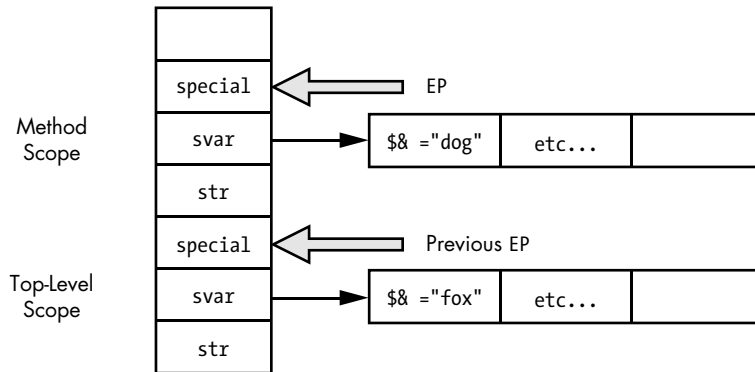 special
EP
Method
Scope
svar
$& ="dog"
etc...
str
special
Previous EP
Top-Level
Scope
svar
$& ="fox"
etc...
str